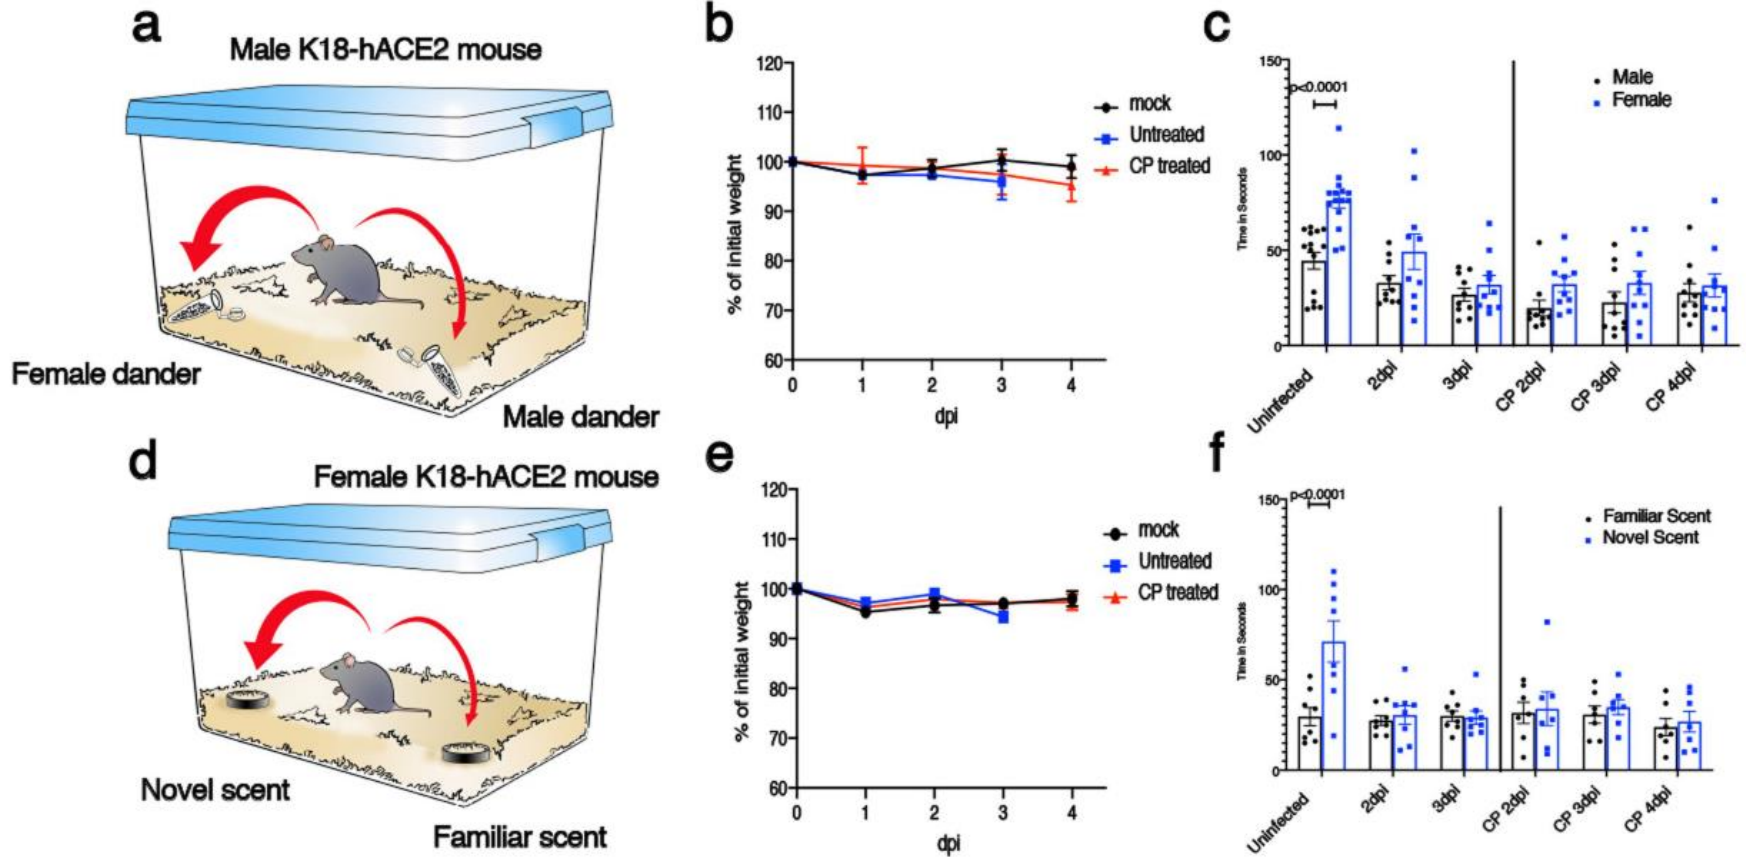 a
Male K18-hACE2 mouse
Female dander
Male dander
b
120
110
100
90
80
70
60
% of initial weight
0 1 2 3 4
dpi
mock
Untreated
CP treated
c
150
100
50
0
Time in Seconds
p<0.0001
Male
Female
Uninfected
2dpi
3dpi
CP 2dpi
CP 3dpi
CP 4dpi
d
Female K18-hACE2 mouse
Novel scent
Familiar scent
e
120
110
100
90
80
70
60
% of initial weight
0 1 2 3 4
dpi
mock
Untreated
CP treated
f
150
100
50
0
Time in Seconds
p<0.0001
Familiar Scent
Novel Scent
Uninfected
2dpi
3dpi
CP 2dpi
CP 3dpi
CP 4dpi